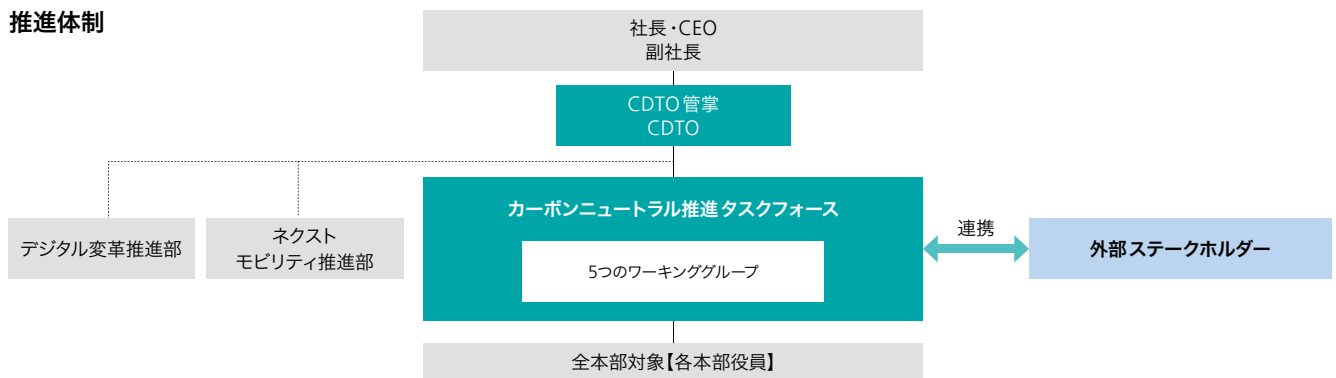 推進体制
社長・CEO
副社長
CDTO管掌
CDTO
カーボンニュートラル推進タスクフォース
5つのワーキンググループ
デジタル変革推進部
ネクスト
モビリティ推進部
連携
外部ステークホルダー
全本部対象【各本部役員】